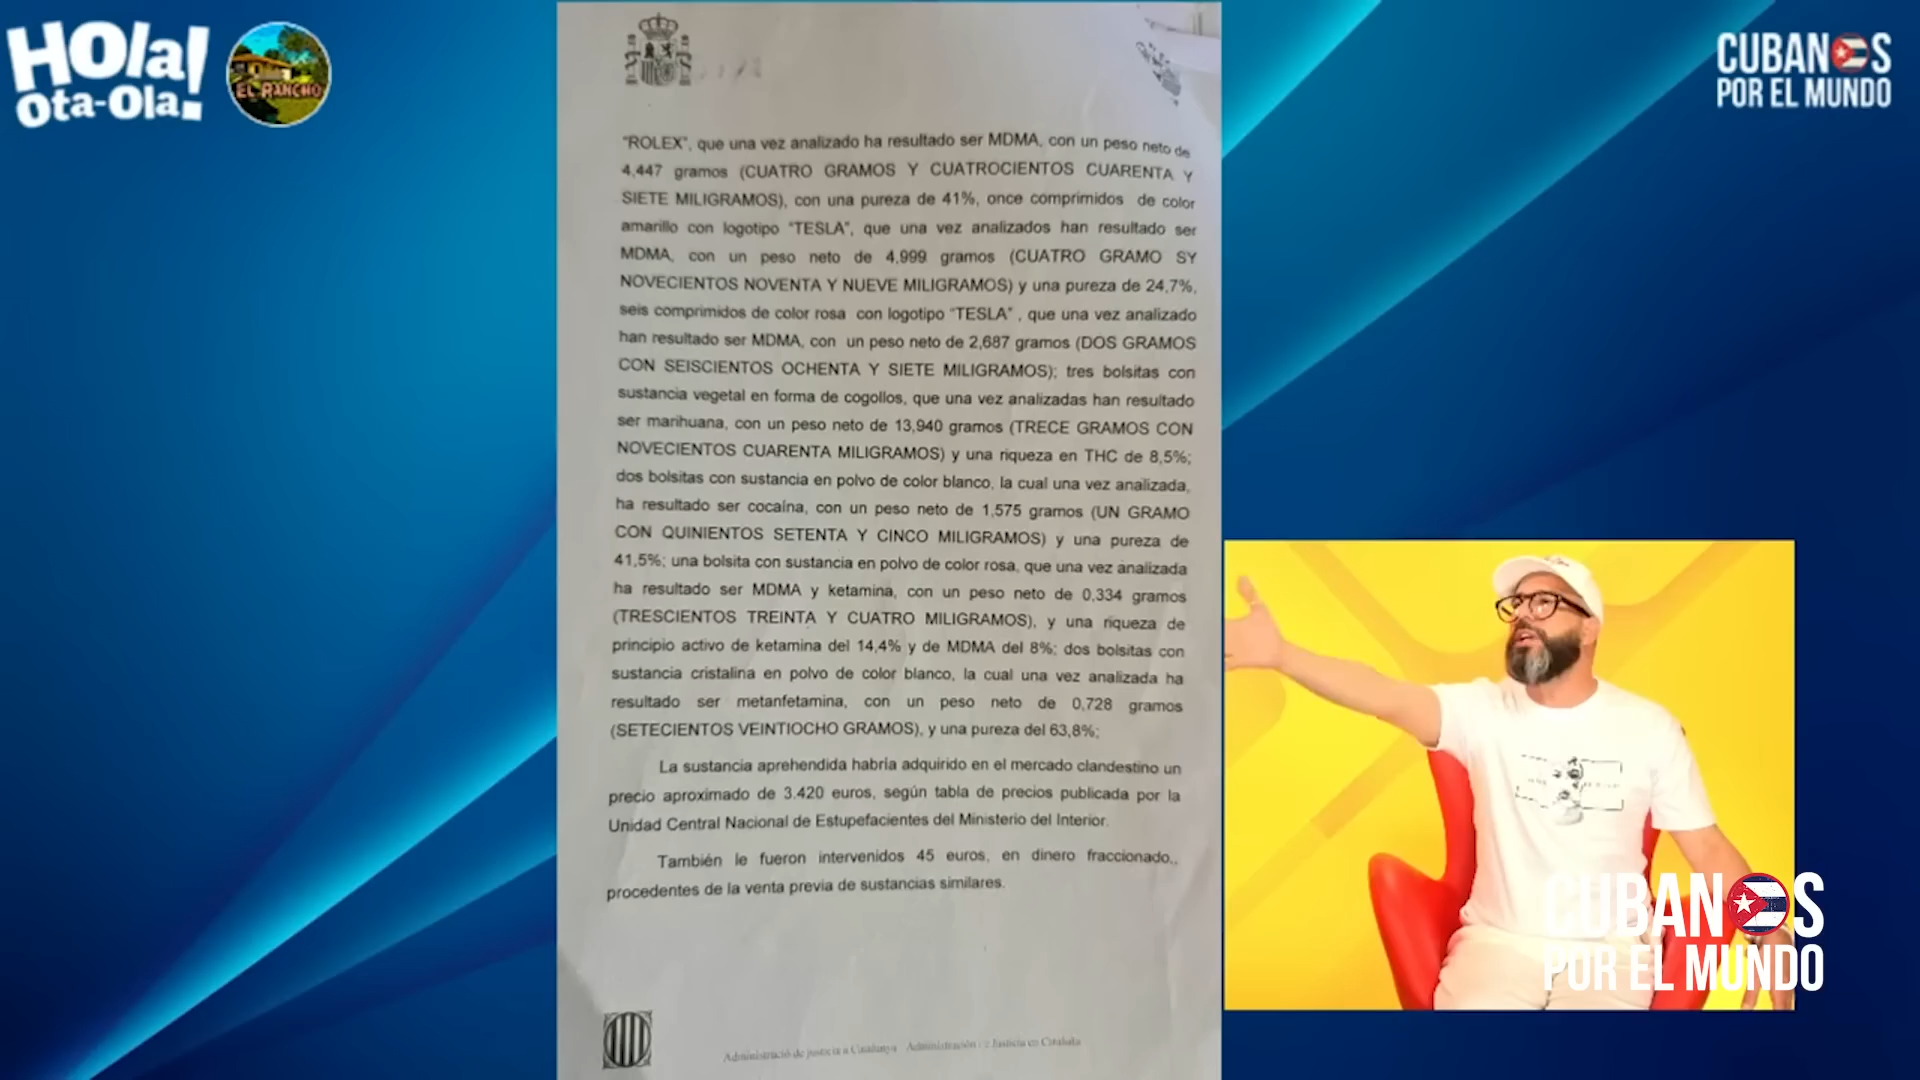 HOla!
Ota-Ola!
EL RANCHO
CUBANOS
POR EL MUNDO
"ROLEX", que una vez analizado ha resultado ser MDMA, con un peso neto de
4,447 gramos (CUATRO GRAMOS Y CUATROCIENTOS CUARENTA Y
SIETE MILIGRAMOS), con una pureza de 41%, once comprimidos de color
amarillo con logotipo "TESLA", que una vez analizados han resultado ser
MDMA, con un peso neto de 4,999 gramos (CUATRO GRAMO SY
NOVECIENTOS NOVENTA Y NUEVE MILIGRAMOS) y una pureza de 24,7%,
seis comprimidos de color rosa con logotipo "TESLA" , que una vez analizado
han resultado ser MDMA, con un peso neto de 2,687 gramos (DOS GRAMOS
CON SEISCIENTOS OCHENTA Y SIETE MILIGRAMOS); tres bolsitas con
sustancia vegetal en forma de cogollos, que una vez analizadas han resultado
ser marihuana, con un peso neto de 13,940 gramos (TRECE GRAMOS CON
NOVECIENTOS CUARENTA MILIGRAMOS) y una riqueza en THC de 8,5%;
dos bolsitas con sustancia en polvo de color blanco, la cual una vez analizada,
ha resultado ser cocaína, con un peso neto de 1,575 gramos (UN GRAMO
CON QUINIENTOS SETENTA Y CINCO MILIGRAMOS) y una pureza de
41,5%; una bolsita con sustancia en polvo de color rosa, que una vez analizada
ha resultado ser MDMA y ketamina, con un peso neto de 0,334 gramos
(TRESCIENTOS TREINTA Y CUATRO MILIGRAMOS), y una riqueza de
principio activo de ketamina del 14,4% y de MDMA del 8%; dos bolsitas con
sustancia cristalina en polvo de color blanco, la cual una vez analizada ha
resultado ser metanfetamina, con un peso neto de 0,728 gramos
(SETECIENTOS VEINTIOCHO GRAMOS), y una pureza del 63,8%;
La sustancia aprehendida habría adquirido en el mercado clandestino un
precio aproximado de 3.420 euros, según tabla de precios publicada por la
Unidad Central Nacional de Estupefacientes del Ministerio del Interior.
También le fueron intervenidos 45 euros, en dinero fraccionado,,
procedentes de la venta previa de sustancias similares.
Administració de justícia a Catalunya Administración de Justicia en Cataluña
CUBANOS
POR EL MUNDO